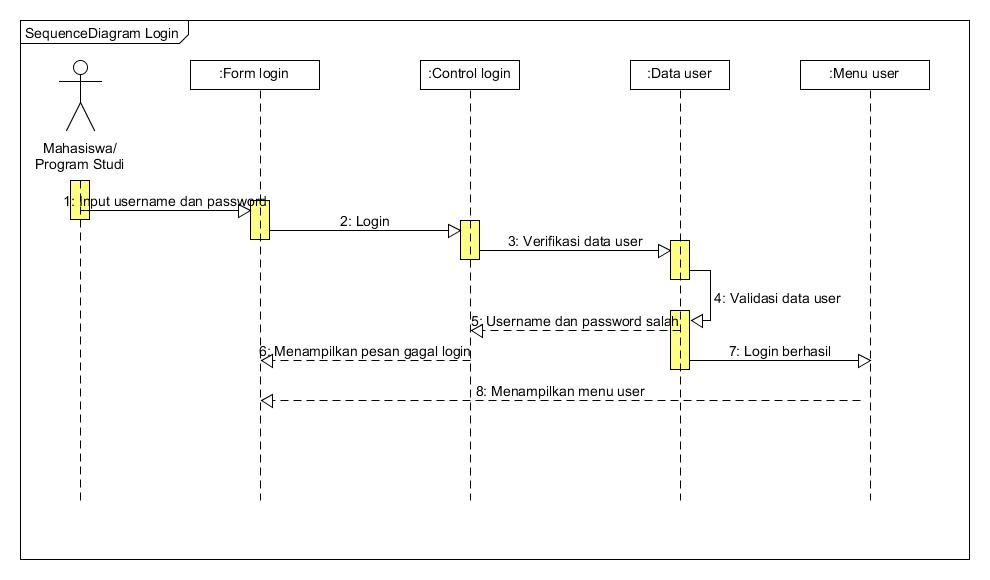 SequenceDiagram Login
:Form login
:Control login
:Data user
:Menu user
Mahasiswa/
Program Studi
1: Input username dan password
2: Login
3: Verifikasi data user
4: Validasi data user
5: Username dan password salah
6: Menampilkan pesan gagal login
7: Login berhasil
8: Menampilkan menu user